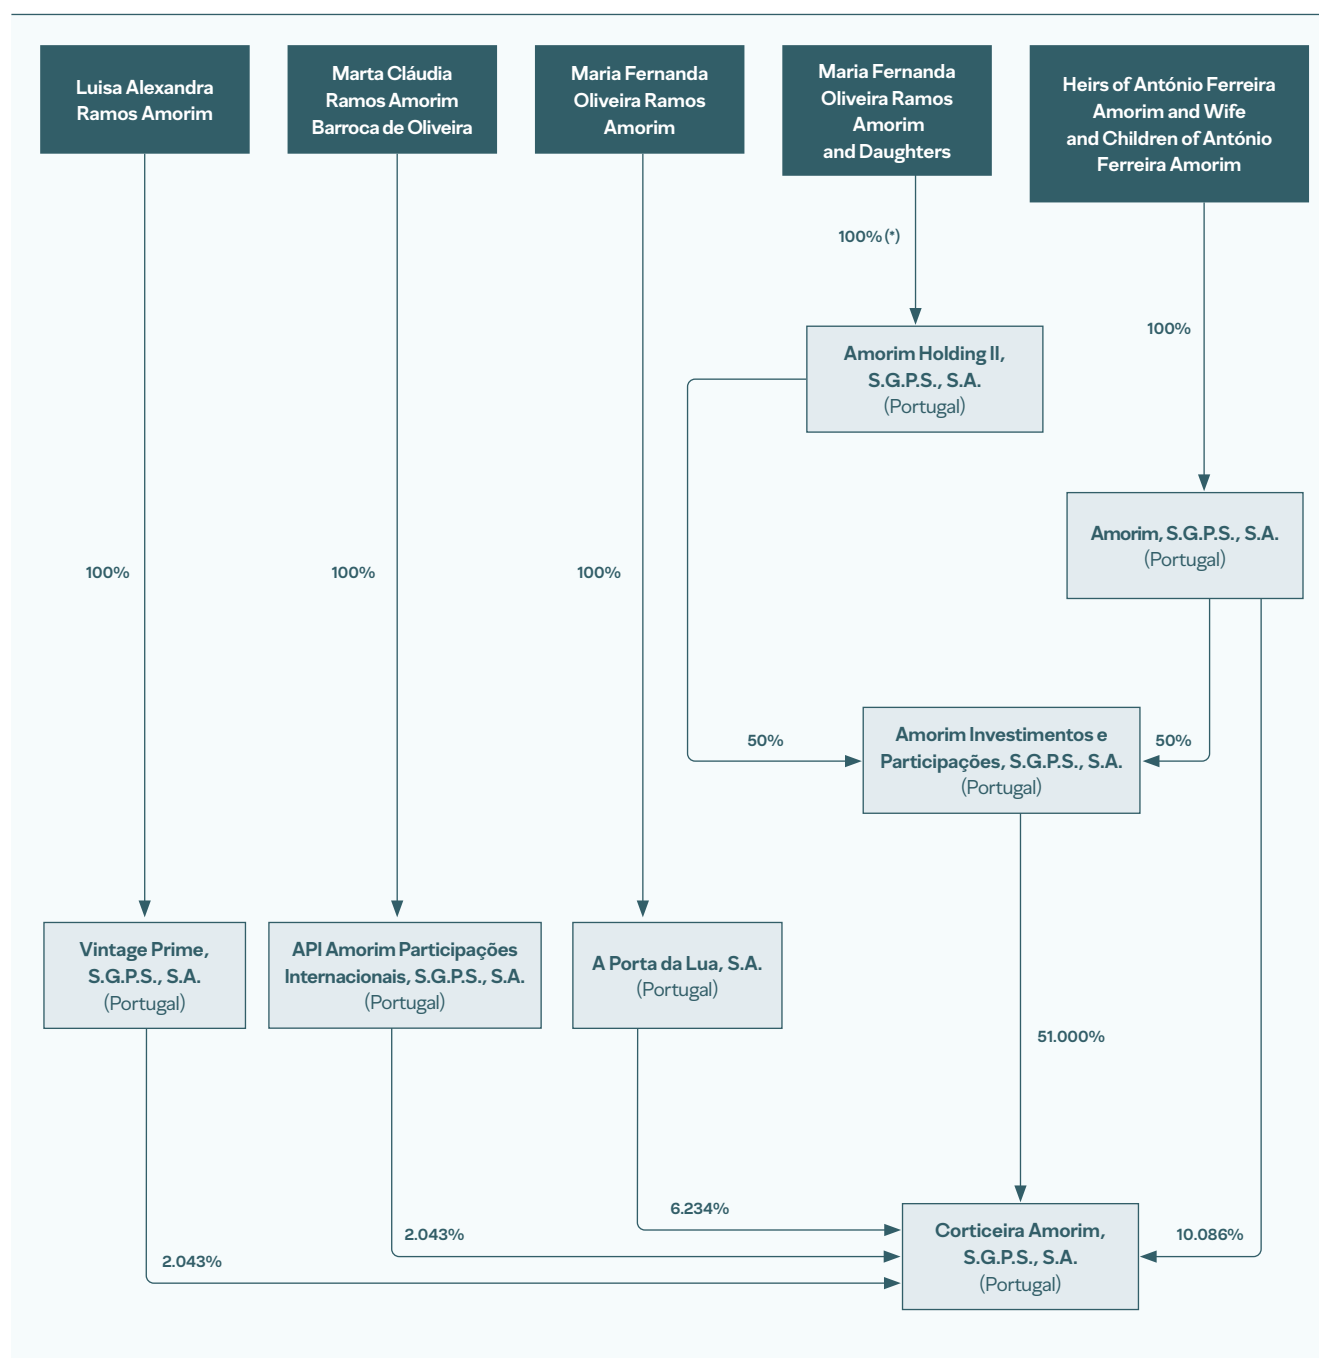 Luisa Alexandra
Ramos Amorim
Marta Cláudia
Ramos Amorim
Barroca de Oliveira
Maria Fernanda
Oliveira Ramos
Amorim
Maria Fernanda
Oliveira Ramos
Amorim
and Daughters
Heirs of António Ferreira
Amorim and Wife
and Children of António
Ferreira Amorim
100% (*)
100%
Amorim Holding II,
S.G.P.S., S.A.
(Portugal)
Amorim, S.G.P.S., S.A.
(Portugal)
100%
100%
100%
50%
Amorim Investimentos e
Participações, S.G.P.S., S.A.
(Portugal)
50%
Vintage Prime,
S.G.P.S., S.A.
(Portugal)
API Amorim Participações
Internacionais, S.G.P.S., S.A.
(Portugal)
A Porta da Lua, S.A.
(Portugal)
51.000%
6.234%
2.043%
2.043%
Corticeira Amorim,
S.G.P.S., S.A.
(Portugal)
10.086%